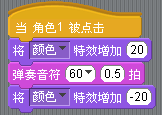 当 角色1 被点击
将 颜色 特效增加 20
弹奏音符 60 0.5 拍
将 颜色 特效增加 -20